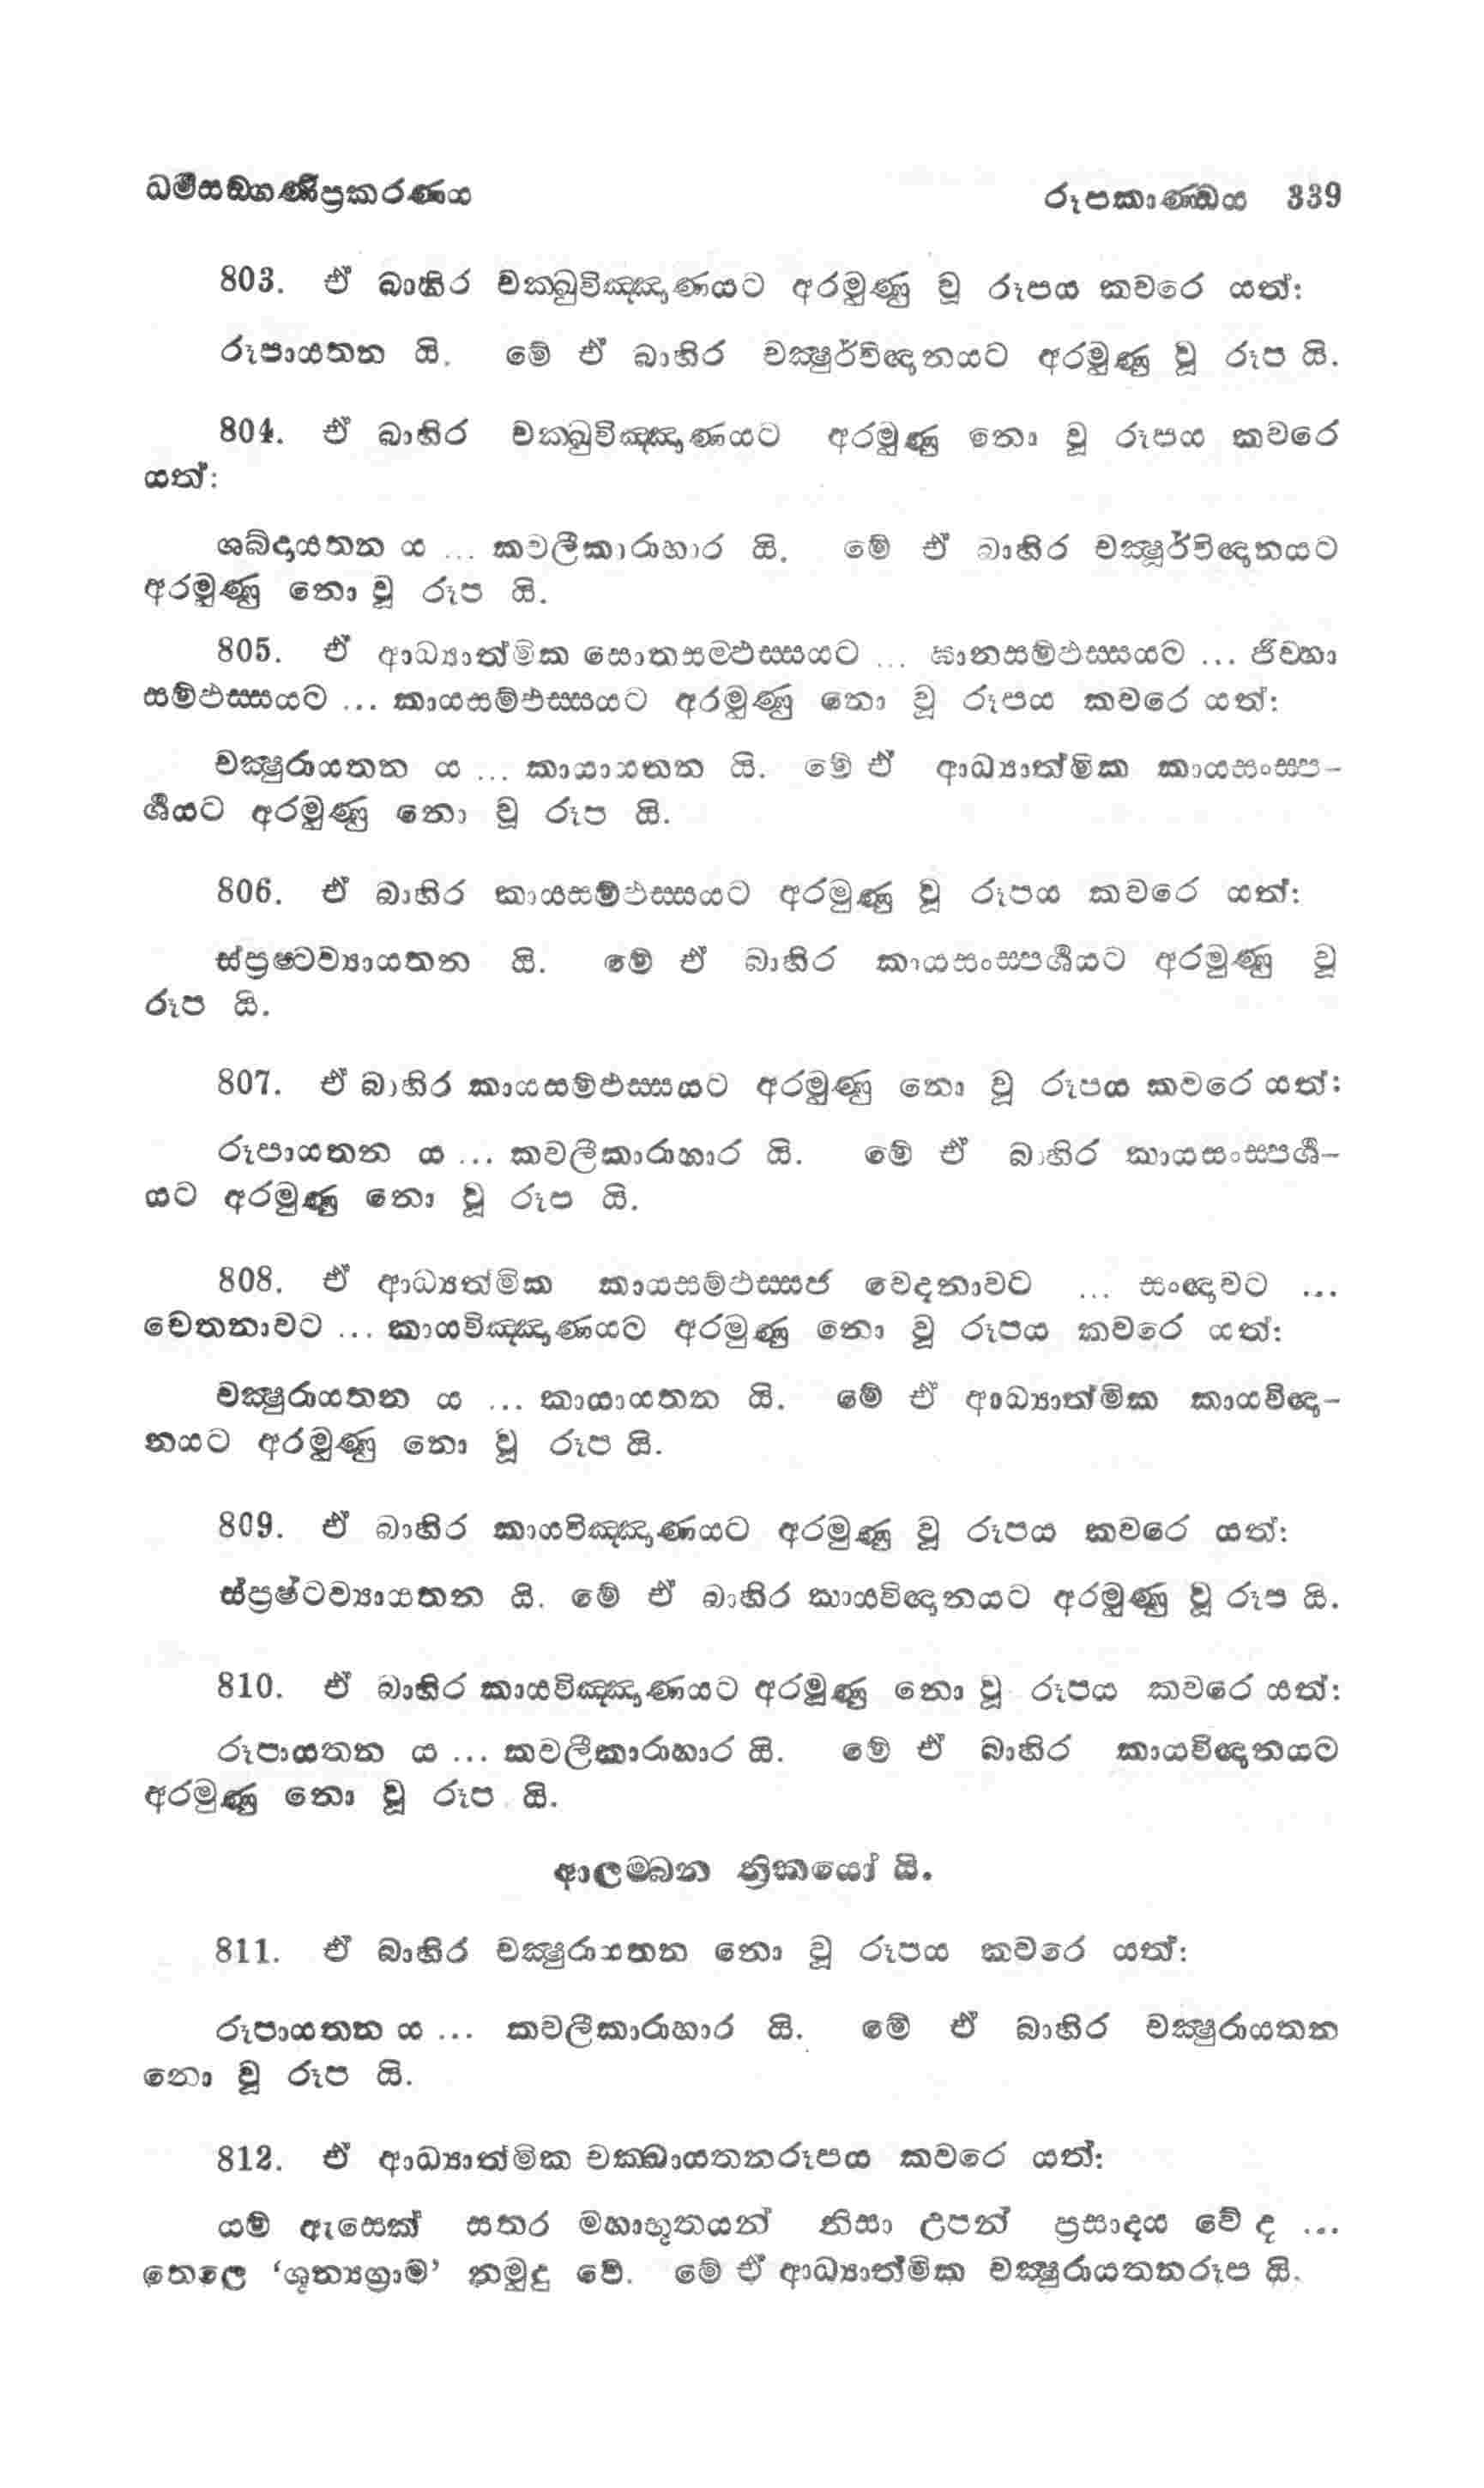 ධර්මසඞ්ගණීප්‍රකරණය රූපකාණ්ඩය 339
803. ඒ බාහිර චක්ඛුවිඤ්ඤාණයට අරමුණු වූ රූපය කවරෙ යත්:
රූපායතන යි. මේ ඒ බාහිර චක්‍ෂුර්විඥානයට අරමුණු වූ රූප යි.
804. ඒ බාහිර චක්ඛුවිඤ්ඤාණයට අරමුණු නො වූ රූපය කවරෙ
යත්:
ශබ්දායතන ය ... කවලීකාරාහාර යි. මේ ඒ බාහිර චක්‍ෂුර්විඥානයට
අරමුණු නො වූ රූප යි.
805. ඒ ආධ්‍යාත්මික සොතසම්ඵස්සයට ... ඝානසම්ඵස්සයට ... ජිව්හා
සම්ඵස්සයට ... කායසම්ඵස්සයට අරමුණු නො වූ රූපය කවරෙ යත්:
චක්‍ෂුරායතන ය ... කායායතන යි. මේ ඒ ආධ්‍යාත්මික කායසංස්ප-
ර්ශයට අරමුණු නො වූ රූප යි.
806. ඒ බාහිර කායසම්ඵස්සයට අරමුණු වූ රූපය කවරෙ යත්:
ස්ප්‍රෂ්ටව්‍යායතන යි. මේ ඒ බාහිර කායසංස්පර්ශයට අරමුණු වූ
රූප යි.
807. ඒ බාහිර කායසම්ඵස්සයට අරමුණු නො වූ රූපය කවරෙ යත්:
රූපායතන ය ... කවලීකාරාහාර යි. මේ ඒ බාහිර කායසංස්පර්ශ-
යට අරමුණු නො වූ රූප යි.
808. ඒ ආධ්‍යත්මික කායසම්ඵස්සජ වෙදනාවට ... සංඥාවට ...
චෙතනාවට ... කායවිඤ්ඤාණයට අරමුණු නො වූ රූපය කවරෙ යත්:
චක්‍ෂුරායතන ය ... කායායතන යි. මේ ඒ ආධ්‍යාත්මික කායවිඥා-
නයට අරමුණු නො වූ රූප යි.
809. ඒ බාහිර කායවිඤ්ඤාණයට අරමුණු වූ රූපය කවරෙ යත්:
ස්ප්‍රෂ්ටව්‍යායතන යි. මේ ඒ බාහිර කායවිඥානයට අරමුණු වූ රූප යි.
810. ඒ බාහිර කායවිඤ්ඤාණයට අරමුණු නො වූ රූපය කවරෙ යත්:
රූපායතන ය ... කවලීකාරාහාර යි. මේ ඒ බාහිර කායවිඥානයට
අරමුණු නො වූ රූප යි.
ආලම්බන ත්‍රිකයෝ යි.
811. ඒ බාහිර චක්‍ෂුරායතන නො වූ රූපය කවරෙ යත්:
රූපායතන ය ... කවලීකාරාහාර යි. මේ ඒ බාහිර චක්‍ෂුරායතන
නො වූ රූප යි.
812. ඒ ආධ්‍යාත්මික චක්ඛායතනරූපය කවරෙ යත්:
යම් ඇසෙක් සතර මහාභූතයන් නිසා උපන් ප්‍රසාදය වේ ද ...
තෙලෙ ‘ශූන්‍යග්‍රාම’ නමුදු වේ. මේ ඒ ආධ්‍යාත්මික චක්‍ෂුරායතනරූප යි.